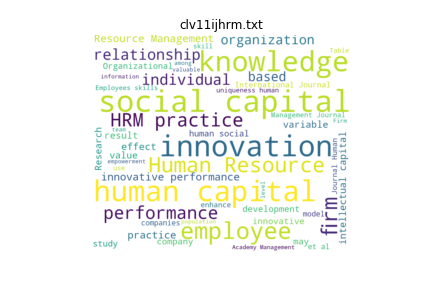 clv11ijhrm.txt
Resource Management
skill
organization
Table
relationship
among
knowledge
Organizational
valuable
information
individual
based
International Journal
Employees skills
uniqueness human
social capital
HRM practice
Management Journal
Firm
team
variable
result
human social
innovation
Research
effect
value
empowerment
Human Resource
use
innovative performance
level
human capital
Journal Human
intellectual capital
firm
enhance
development
performance
model
companies
innovative
practice
employee
study
company
may
Academy Management
et al